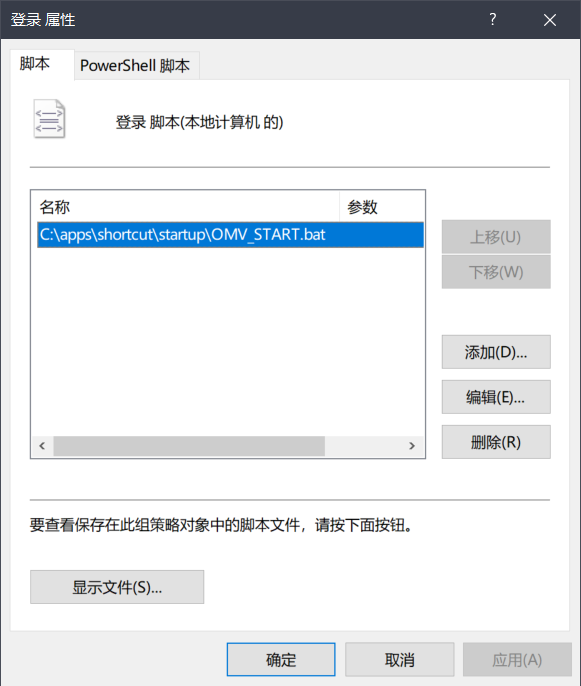 登录 属性
?
脚本
PowerShell 脚本
登录 脚本(本地计算机 的)
名称 参数
C:\apps\shortcut\startup\OMV_START.bat
上移(U)
下移(W)
添加(D)...
编辑(E)...
删除(R)
要查看保存在此组策略对象中的脚本文件，请按下面按钮。
显示文件(S)...
确定 取消 应用(A)